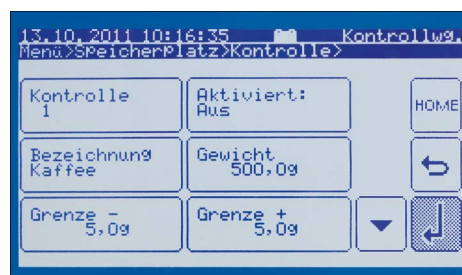 13.10.2011 10:16:35 Kontrollwg.
Menü>Speicherplatz>Kontrolle>
Kontrolle
1
Aktiviert:
Aus
HOME
Bezeichnung
Kaffee
Gewicht
500,0g
Grenze -
5,0g
Grenze +
5,0g